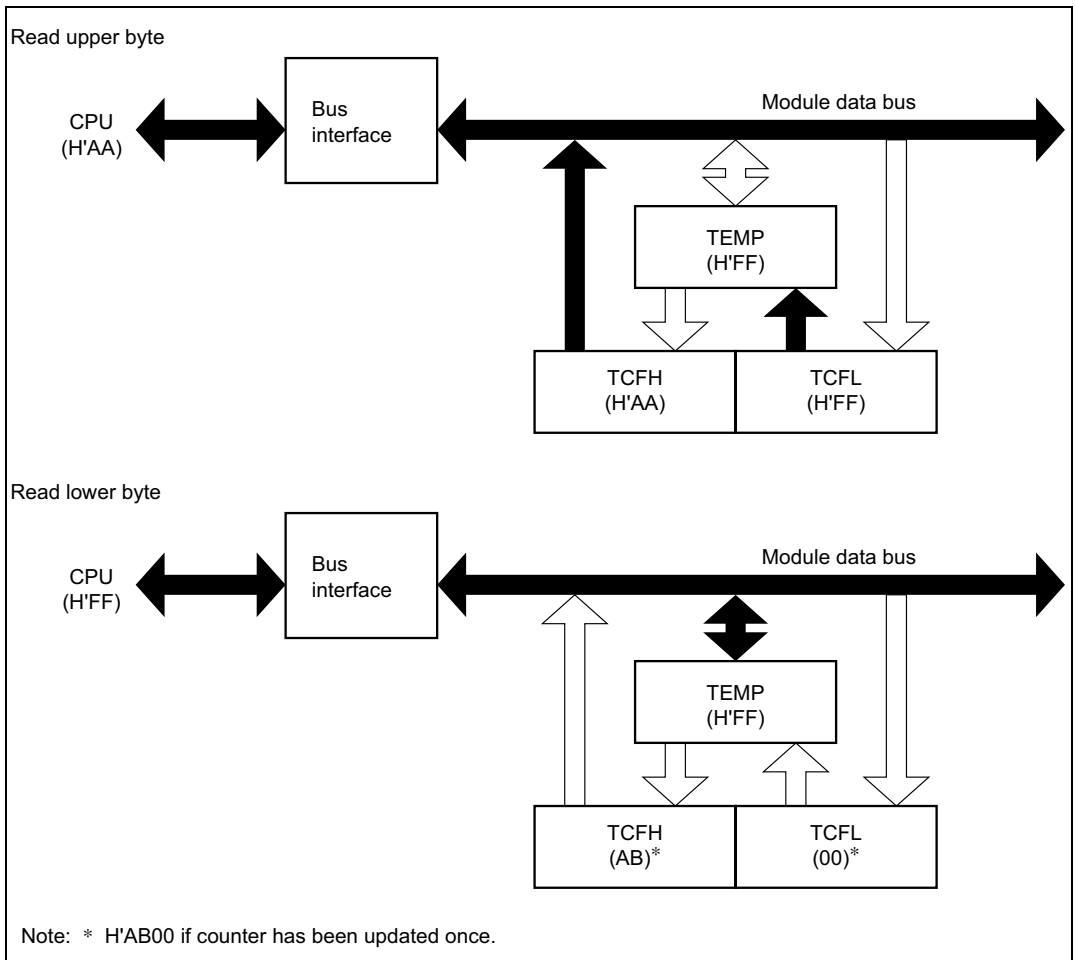 Read upper byte
CPU
(H'AA)
Bus
interface
Module data bus
TEMP
(H'FF)
TCFH
(H'AA)
TCFL
(H'FF)
Read lower byte
CPU
(H'FF)
Bus
interface
Module data bus
TEMP
(H'FF)
TCFH
(AB)*
TCFL
(00)*
Note: * H'AB00 if counter has been updated once.